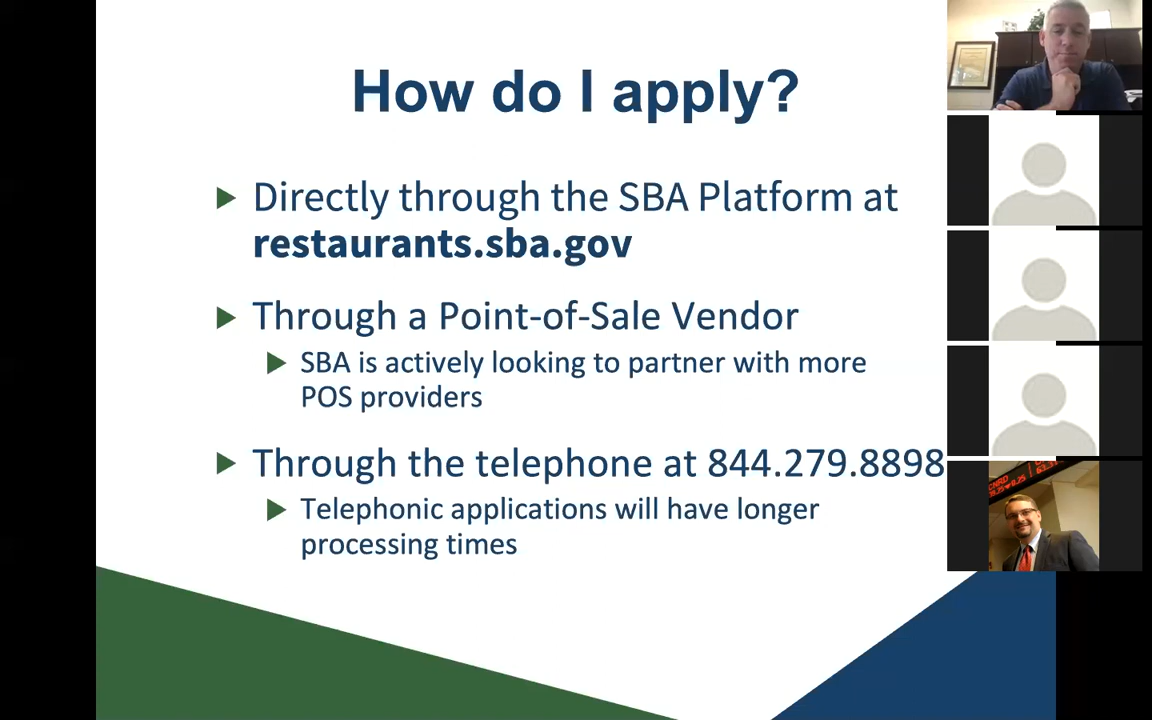 How do I apply?
Directly through the SBA Platform at
restaurants.sba.gov
Through a Point-of-Sale Vendor
SBA is actively looking to partner with more
POS providers
Through the telephone at 844.279.8898
Telephonic applications will have longer
processing times